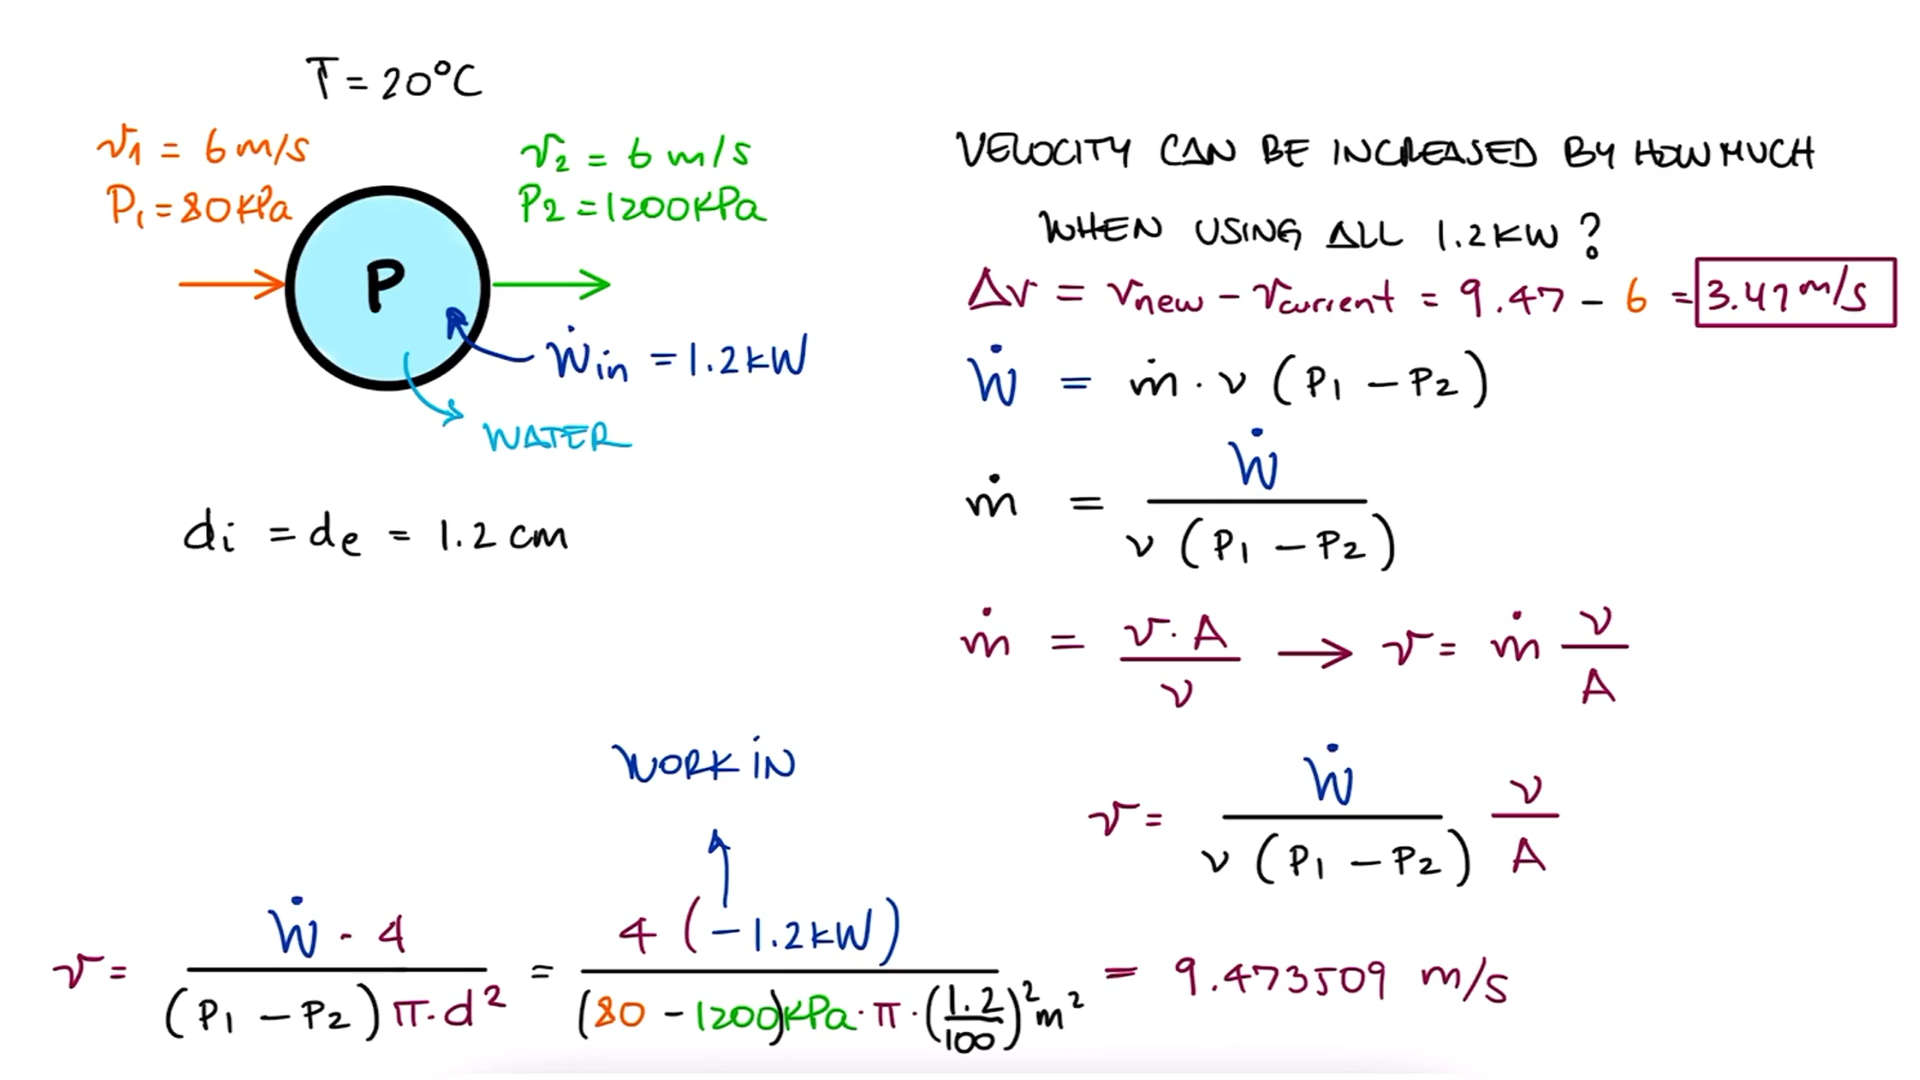 T = 20°C
v1 = 6 m/s
P1 = 80 kPa
v2 = 6 m/s
P2 = 1200 kPa
P
Ẇin = 1.2 kW
WATER
di = de = 1.2 cm
VELOCITY CAN BE INCREASED BY HOW MUCH
WHEN USING ALL 1.2 kW ?
Δv = vnew - vcurrent = 9.47 - 6 = 3.47 m/s
Ẇ = ṁ · ν (P1 - P2)
ṁ = Ẇ / ν (P1 - P2)
ṁ = v · A / ν → v = ṁ ν / A
v = Ẇ / ν (P1 - P2) ν / A
WORK IN
v = Ẇ · 4 / (P1 - P2) π · d² = 4 (-1.2 kW) / (80 - 1200) kPa · π · (1.2/100)² m² = 9.473509 m/s